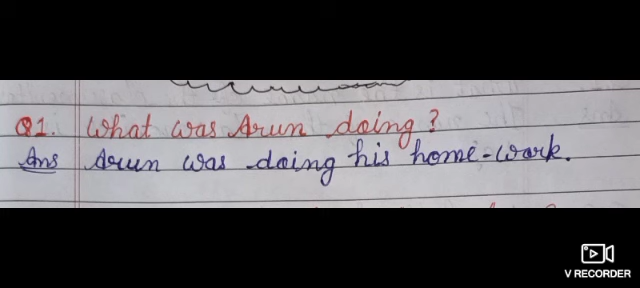 Q1. What was Arun doing?
Ans Arun was doing his home-work.
V RECORDER